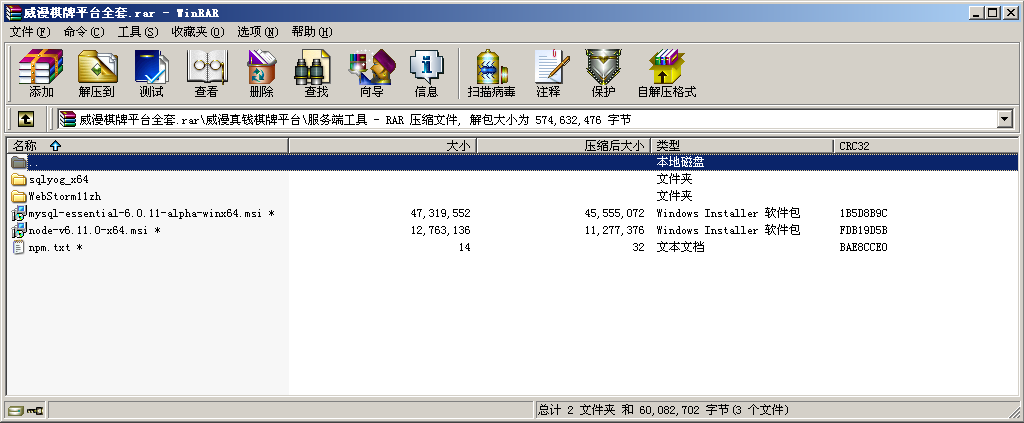 威漫棋牌平台全套.rar - WinRAR
文件(F) 命令(C) 工具(S) 收藏夹(O) 选项(N) 帮助(H)
添加 解压到 测试 查看 删除 查找 向导 信息 扫描病毒 注释 保护 自解压格式
威漫棋牌平台全套.rar\威漫真钱棋牌平台\服务端工具 - RAR 压缩文件, 解包大小为 574,632,476 字节
名称 大小 压缩后大小 类型 CRC32
.. 本地磁盘
sqlyog_x64 文件夹
WebStorm11zh 文件夹
mysql-essential-6.0.11-alpha-winx64.msi * 47,319,552 45,555,072 Windows Installer 软件包 1B5D8B9C
node-v6.11.0-x64.msi * 12,763,136 11,277,376 Windows Installer 软件包 FDB19D5B
npm.txt * 14 32 文本文档 BAE8CCE0
总计 2 文件夹 和 60,082,702 字节(3 个文件)